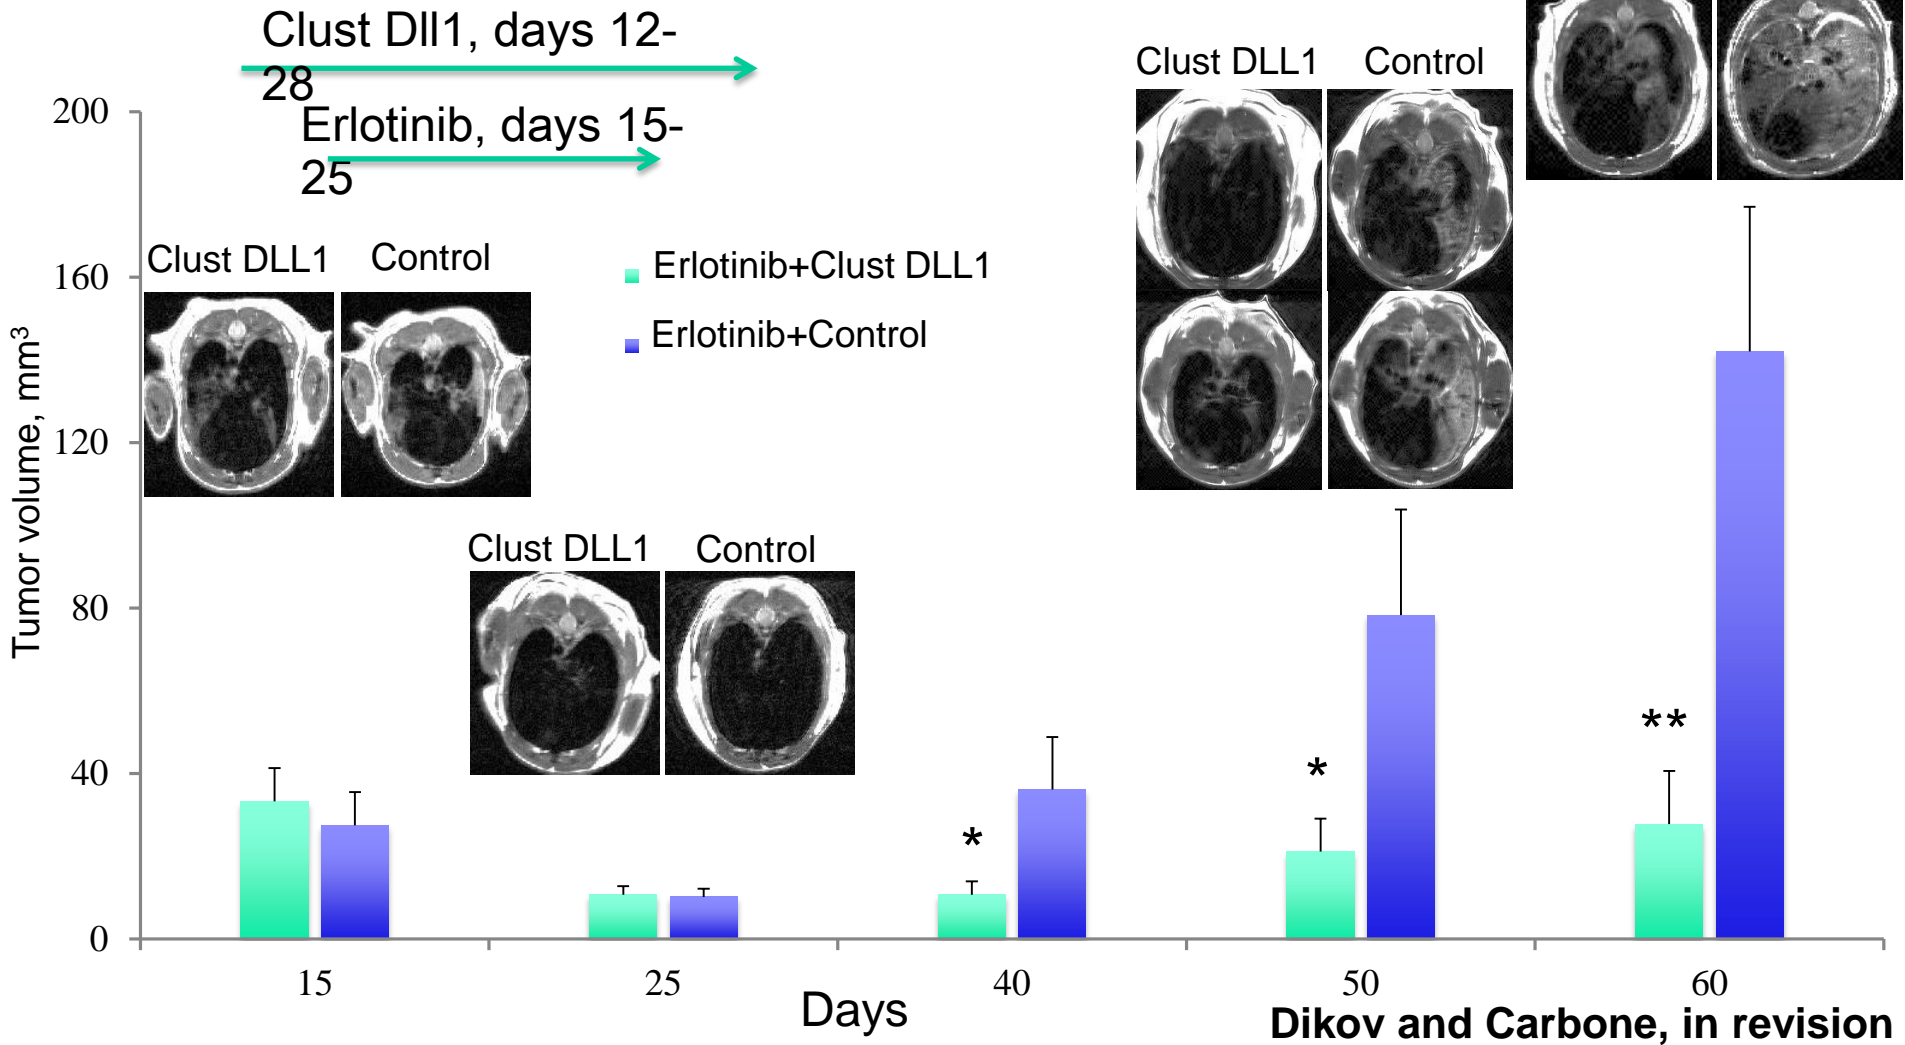 Clust Dll1, days 12-
28
Erlotinib, days 15-
25
Clust DLL1 Control
Clust DLL1 Control
Erlotinib+Clust DLL1
Erlotinib+Control
Clust DLL1 Control
Tumor volume, mm³
200
160
120
80
40
0
*
*
**
15 25 40 50 60
Days
Dikov and Carbone, in revision